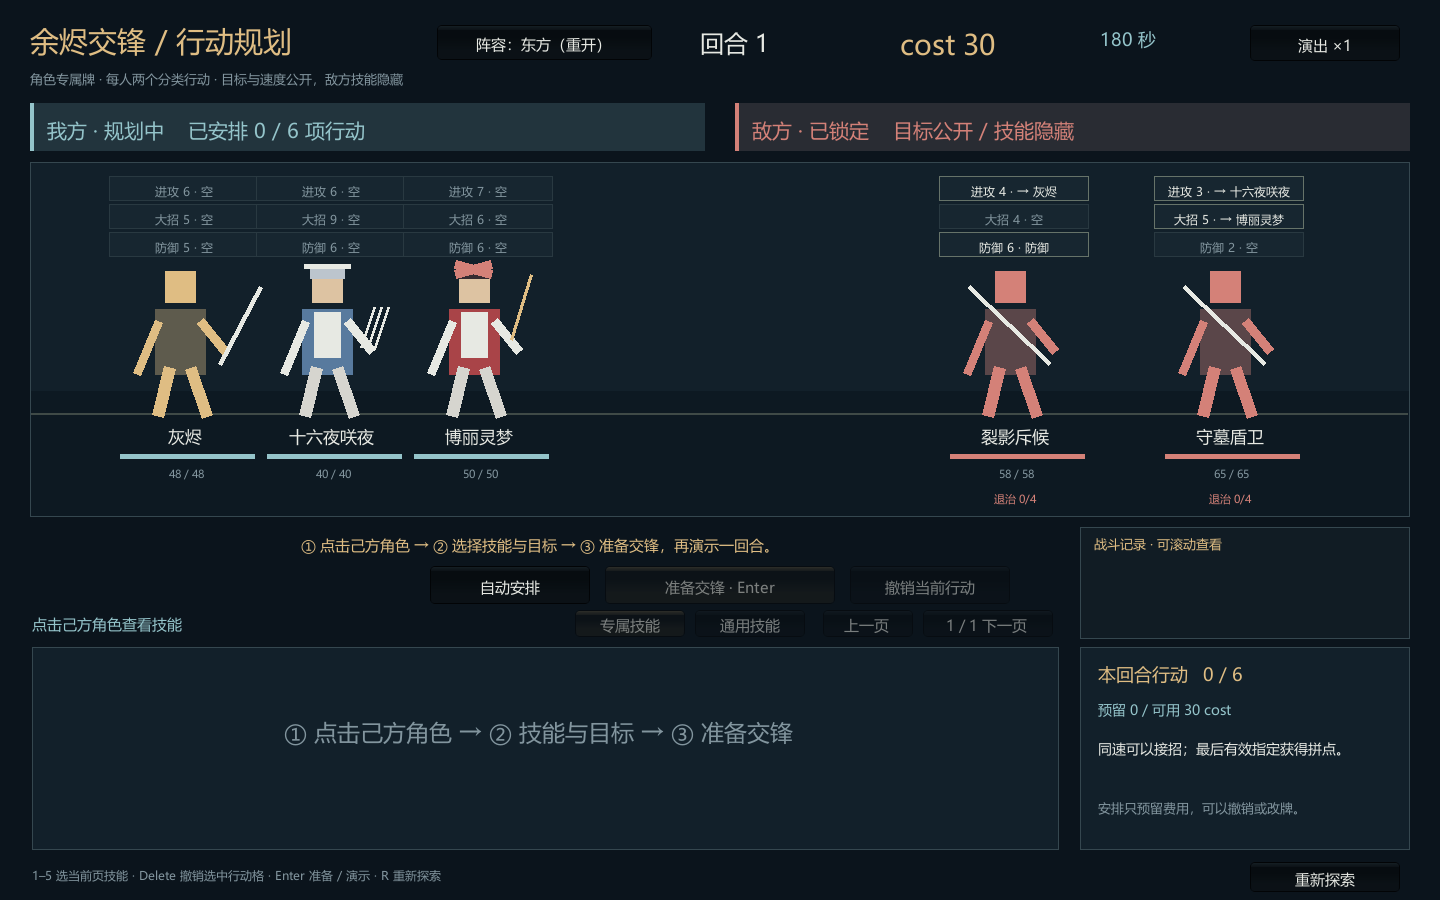 余烬交锋 / 行动规划
阵容：东方（重开）
回合 1
cost 30
180 秒
演出 ×1
角色专属牌 · 每人两个分类行动 · 目标与速度公开，敌方技能隐藏
我方 · 规划中 已安排 0 / 6 项行动
敌方 · 已锁定 目标公开 / 技能隐藏
进攻 6 · 空
进攻 6 · 空
进攻 7 · 空
进攻 4 · → 灰烬
进攻 3 · → 十六夜咲夜
大招 5 · 空
大招 9 · 空
大招 6 · 空
大招 4 · 空
大招 5 · → 博丽灵梦
防御 5 · 空
防御 6 · 空
防御 6 · 空
防御 6 · 防御
防御 2 · 空
灰烬
十六夜咲夜
博丽灵梦
裂影斥候
守墓盾卫
48 / 48
40 / 40
50 / 50
58 / 58
65 / 65
退治 0/4
退治 0/4
① 点击己方角色 → ② 选择技能与目标 → ③ 准备交锋，再演示一回合。
战斗记录 · 可滚动查看
自动安排
准备交锋 · Enter
撤销当前行动
点击己方角色查看技能
专属技能
通用技能
上一页
1 / 1 下一页
① 点击己方角色 → ② 技能与目标 → ③ 准备交锋
本回合行动 0 / 6
预留 0 / 可用 30 cost
同速可以接招；最后有效指定获得拼点。
安排只预留费用，可以撤销或改牌。
1–5 选当前页技能 · Delete 撤销选中行动格 · Enter 准备 / 演示 · R 重新探索
重新探索